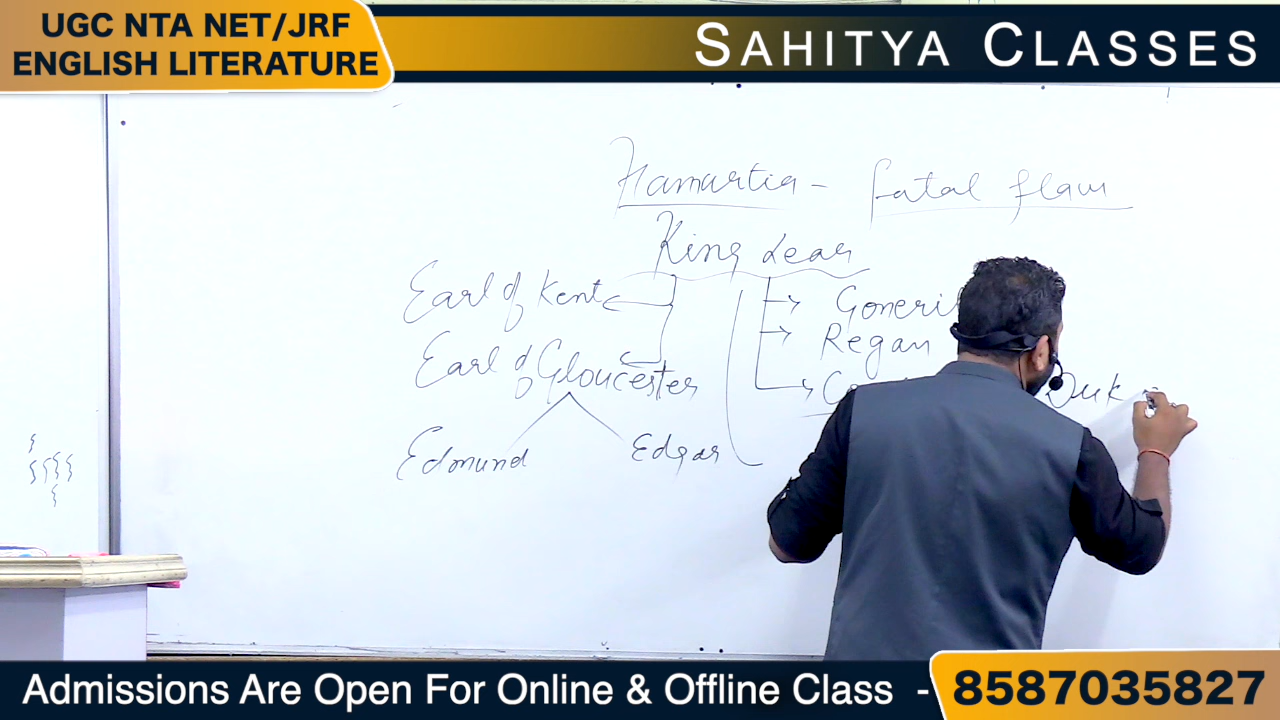 UGC NTA NET/JRF
ENGLISH LITERATURE
SAHITYA CLASSES
Hamartia - fatal flaw
King Lear
Earl of Kent
Goneri
Earl of Gloucester
Regan
Duk
Edmund
Edgar
Admissions Are Open For Online & Offline Class - 8587035827